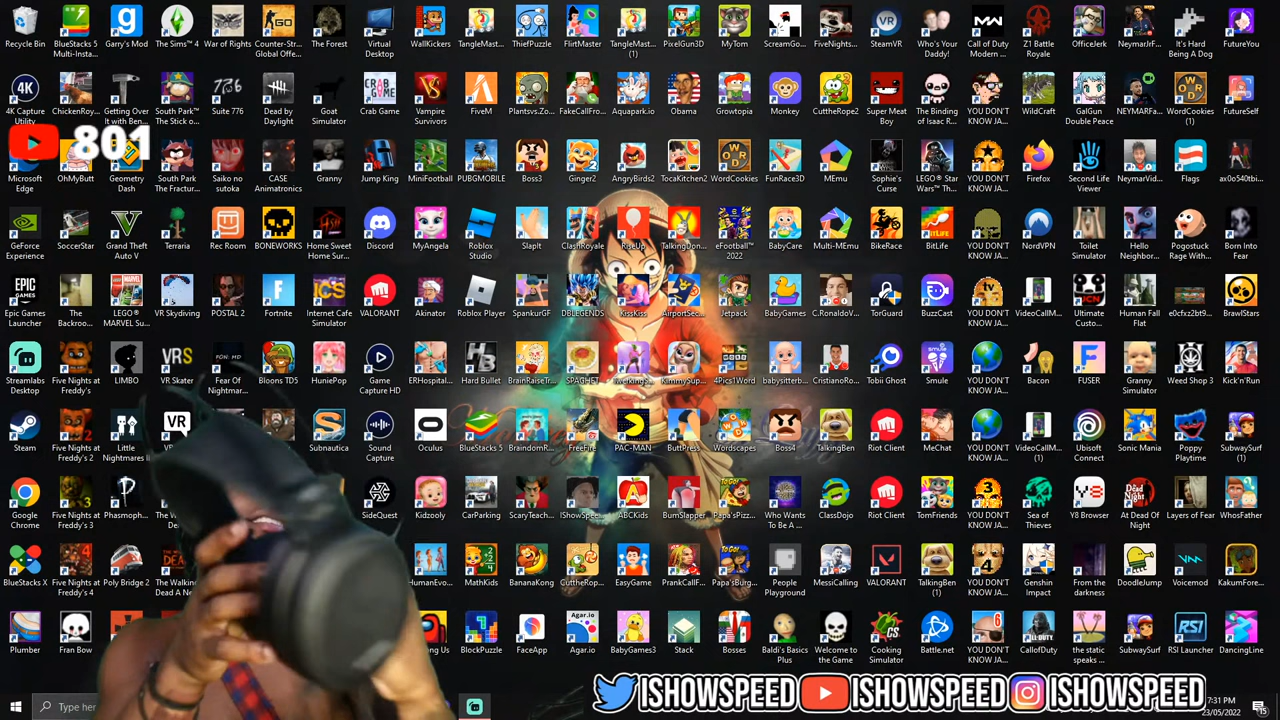 Recycle Bin
BlueStacks 5 Multi-Insta...
Garry's Mod
The Sims™ 4
War of Rights
Counter-Str... Global Offe...
The Forest
Virtual Desktop
WallKickers
TangleMast...
ThiefPuzzle
FlirtMaster
TangleMast... (1)
PixelGun3D
MyTom
ScreamGo...
FiveNights...
SteamVR
Who's Your Daddy!
Call of Duty Modern ...
Z1 Battle Royale
OfficeJerk
NeymarJrF...
It's Hard Being A Dog
FutureYou
4K Capture Utility
ChickenRoy...
Getting Over It with Ben...
South Park™ The Stick o...
Suite 776
Dead by Daylight
Goat Simulator
Crab Game
Vampire Survivors
FiveM
Plantsvs.Zo...
FakeCallFro...
Aquapark.io
Obama
Growtopia
Monkey
CuttheRope2
Super Meat Boy
The Binding of Isaac R...
YOU DON'T KNOW JA...
WildCraft
GalGun Double Peace
NEYMARFa...
WordCookies (1)
FutureSelf
801
Microsoft Edge
OhMyButt
Geometry Dash
South Park The Fractur...
Saiko no sutoka
CASE Animatronics
Granny
Jump King
MiniFootball
PUBGMOBILE
Boss3
Ginger2
AngryBirds2
TocaKitchen2
WordCookies
FunRace3D
MEmu
Sophie's Curse
LEGO® Star Wars™ Th...
YOU DON'T KNOW JA...
Firefox
Second Life Viewer
NeymarVid...
Flags
ax0o540tbi...
GeForce Experience
SoccerStar
Grand Theft Auto V
Terraria
Rec Room
BONEWORKS
Home Sweet Home Sur...
Discord
MyAngela
Roblox Studio
SlapIt
ClashRoyale
RiseUp
TalkingDon...
eFootball™ 2022
BabyCare
Multi-MEmu
BikeRace
BitLife
YOU DON'T KNOW JA...
NordVPN
Toilet Simulator
Hello Neighbor...
Pogostuck Rage With...
Born Into Fear
Epic Games Launcher
The Backroo...
LEGO® MARVEL Su...
VR Skydiving
POSTAL 2
Fortnite
Internet Cafe Simulator
VALORANT
Akinator
Roblox Player
SpankurGF
DBLEGENDS
KissKiss
AirportSec...
Jetpack
BabyGames
C.RonaldoV...
TorGuard
BuzzCast
YOU DON'T KNOW JA...
VideoCallM...
Ultimate Custo...
Human Fall Flat
e0cfxz2bt9...
BrawlStars
Streamlabs Desktop
Five Nights at Freddy's
LIMBO
VR Skater
Fear Of Nightmar...
Bloons TD5
HuniePop
Game Capture HD
ERHospital...
Hard Bullet
BrainRaiseTr...
SPAGHET
TwerkingS...
KimmySup...
4Pics1Word
babysitterb...
CristianoRo...
Tobii Ghost
Smule
YOU DON'T KNOW JA...
Bacon
FUSER
Granny Simulator
Weed Shop 3
Kick'n'Run
Steam
Five Nights at Freddy's 2
Little Nightmares II
VR
Subnautica
Sound Capture
Oculus
BlueStacks 5
BraindomR...
FreeFire
PAC-MAN
ButtPress
Wordscapes
Boss4
TalkingBen
Riot Client
MeChat
YOU DON'T KNOW JA...
VideoCallM... (1)
Ubisoft Connect
Sonic Mania
Poppy Playtime
SubwaySurf (1)
Google Chrome
Five Nights at Freddy's 3
Phasmoph...
The W... Dea
SideQuest
Kidzooly
CarParking
ScaryTeach...
IShowSpee...
ABCKids
BumSlapper
Papa'sPizz...
Who Wants To Be A ...
ClassDojo
Riot Client
TomFriends
YOU DON'T KNOW JA...
Sea of Thieves
Y8 Browser
At Dead Of Night
Layers of Fear
WhosFather
BlueStacks X
Five Nights at Freddy's 4
Poly Bridge 2
The Walking Dead A Ne
HumanEvo...
MathKids
BananaKong
CuttheRop...
EasyGame
PrankCallF...
Papa'sBurg...
People Playground
MessiCalling
VALORANT
TalkingBen (1)
YOU DON'T KNOW JA...
Genshin Impact
From the darkness
DoodleJump
Voicemod
KakumFore...
Plumber
Fran Bow
ng Us
BlockPuzzle
FaceApp
Agar.io
BabyGames3
Stack
Bosses
Baldi's Basics Plus
Welcome to the Game
Cooking Simulator
Battle.net
YOU DON'T KNOW JA...
CallofDuty
the static speaks ...
SubwaySurf
RSI Launcher
DancingLine
Type her
ISHOWSPEED
ISHOWSPEED
ISHOWSPEED
7:31 PM
23/05/2022
15